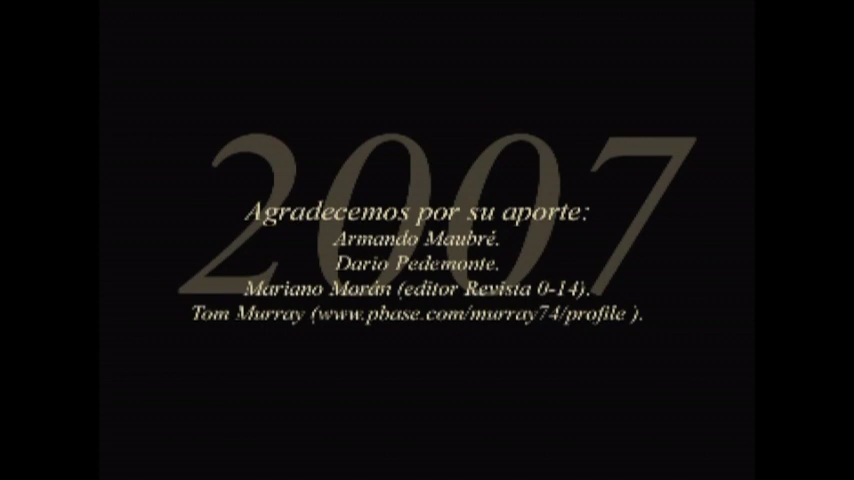 2007
Agradecemos por su aporte:
Armando Maubré.
Dario Pedemonte.
Mariano Morán (editor Revista 0-14).
Tom Murray (www.pbase.com/murray74/profile ).